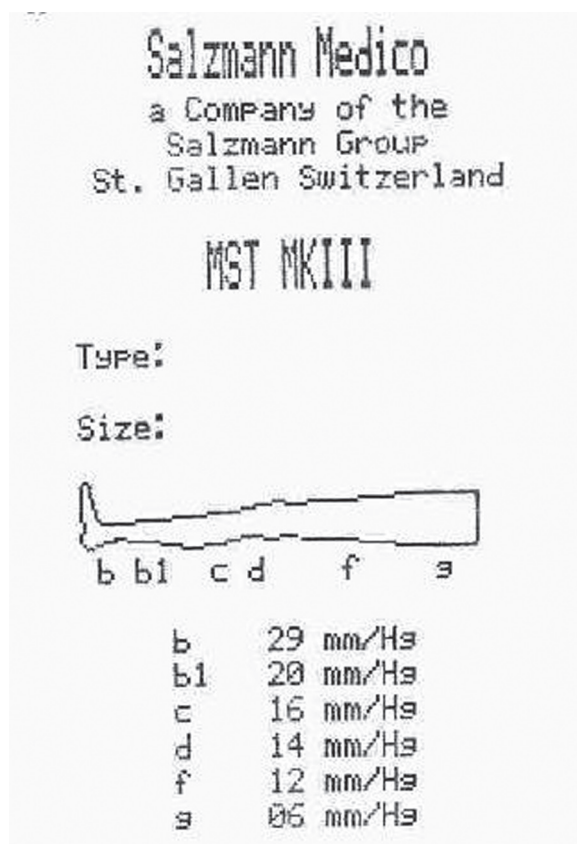 Salzmann Medico
a Company of the
Salzmann Group
St. Gallen Switzerland
MST MKIII
Type:
Size:
b b1 c d f g
b 29 mm/Hg
b1 20 mm/Hg
c 16 mm/Hg
d 14 mm/Hg
f 12 mm/Hg
g 06 mm/Hg